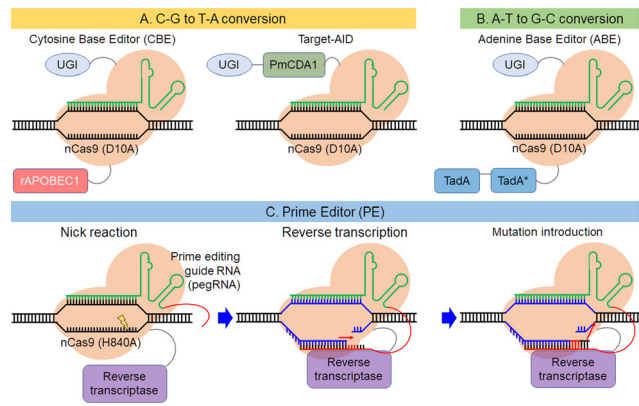 A. C-G to T-A conversion
B. A-T to G-C conversion
Cytosine Base Editor (CBE)
Target-AID
Adenine Base Editor (ABE)
UGI
UGI
PmCDA1
UGI
nCas9 (D10A)
nCas9 (D10A)
nCas9 (D10A)
rAPOBEC1
TadA
TadA*
C. Prime Editor (PE)
Nick reaction
Reverse transcription
Mutation introduction
Prime editing
guide RNA
(pegRNA)
nCas9 (H840A)
Reverse
transcriptase
Reverse
transcriptase
Reverse
transcriptase